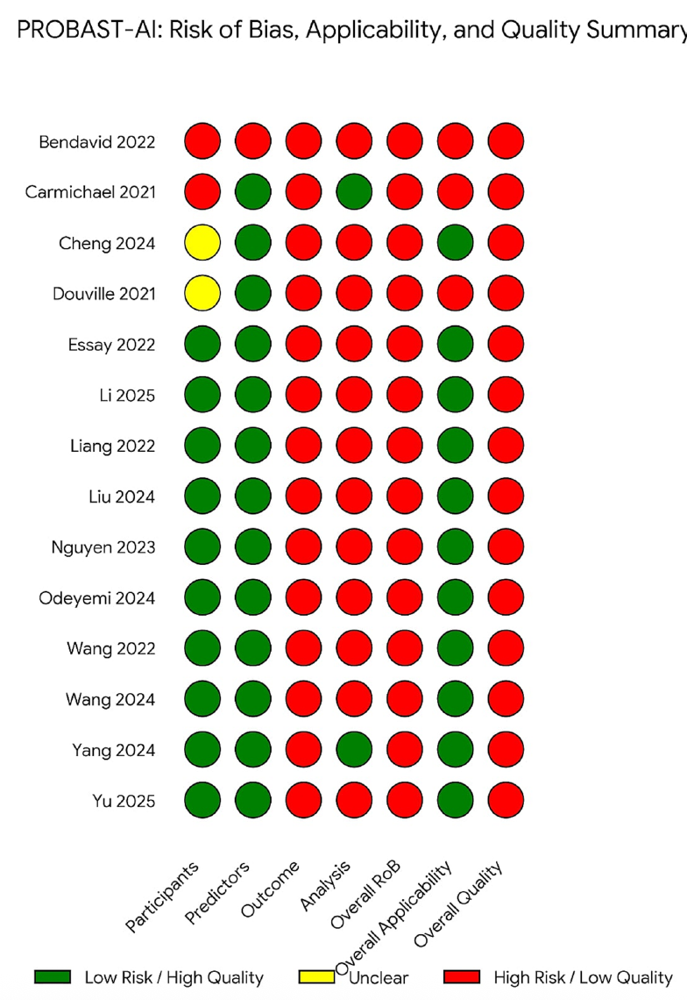 PROBAST-AI: Risk of Bias, Applicability, and Quality Summary
Bendavid 2022
Carmichael 2021
Cheng 2024
Douville 2021
Essay 2022
Li 2025
Liang 2022
Liu 2024
Nguyen 2023
Odeyemi 2024
Wang 2022
Wang 2024
Yang 2024
Yu 2025
Participants
Predictors
Outcome
Analysis
Overall RoB
Overall Applicability
Overall Quality
Low Risk / High Quality
Unclear
High Risk / Low Quality